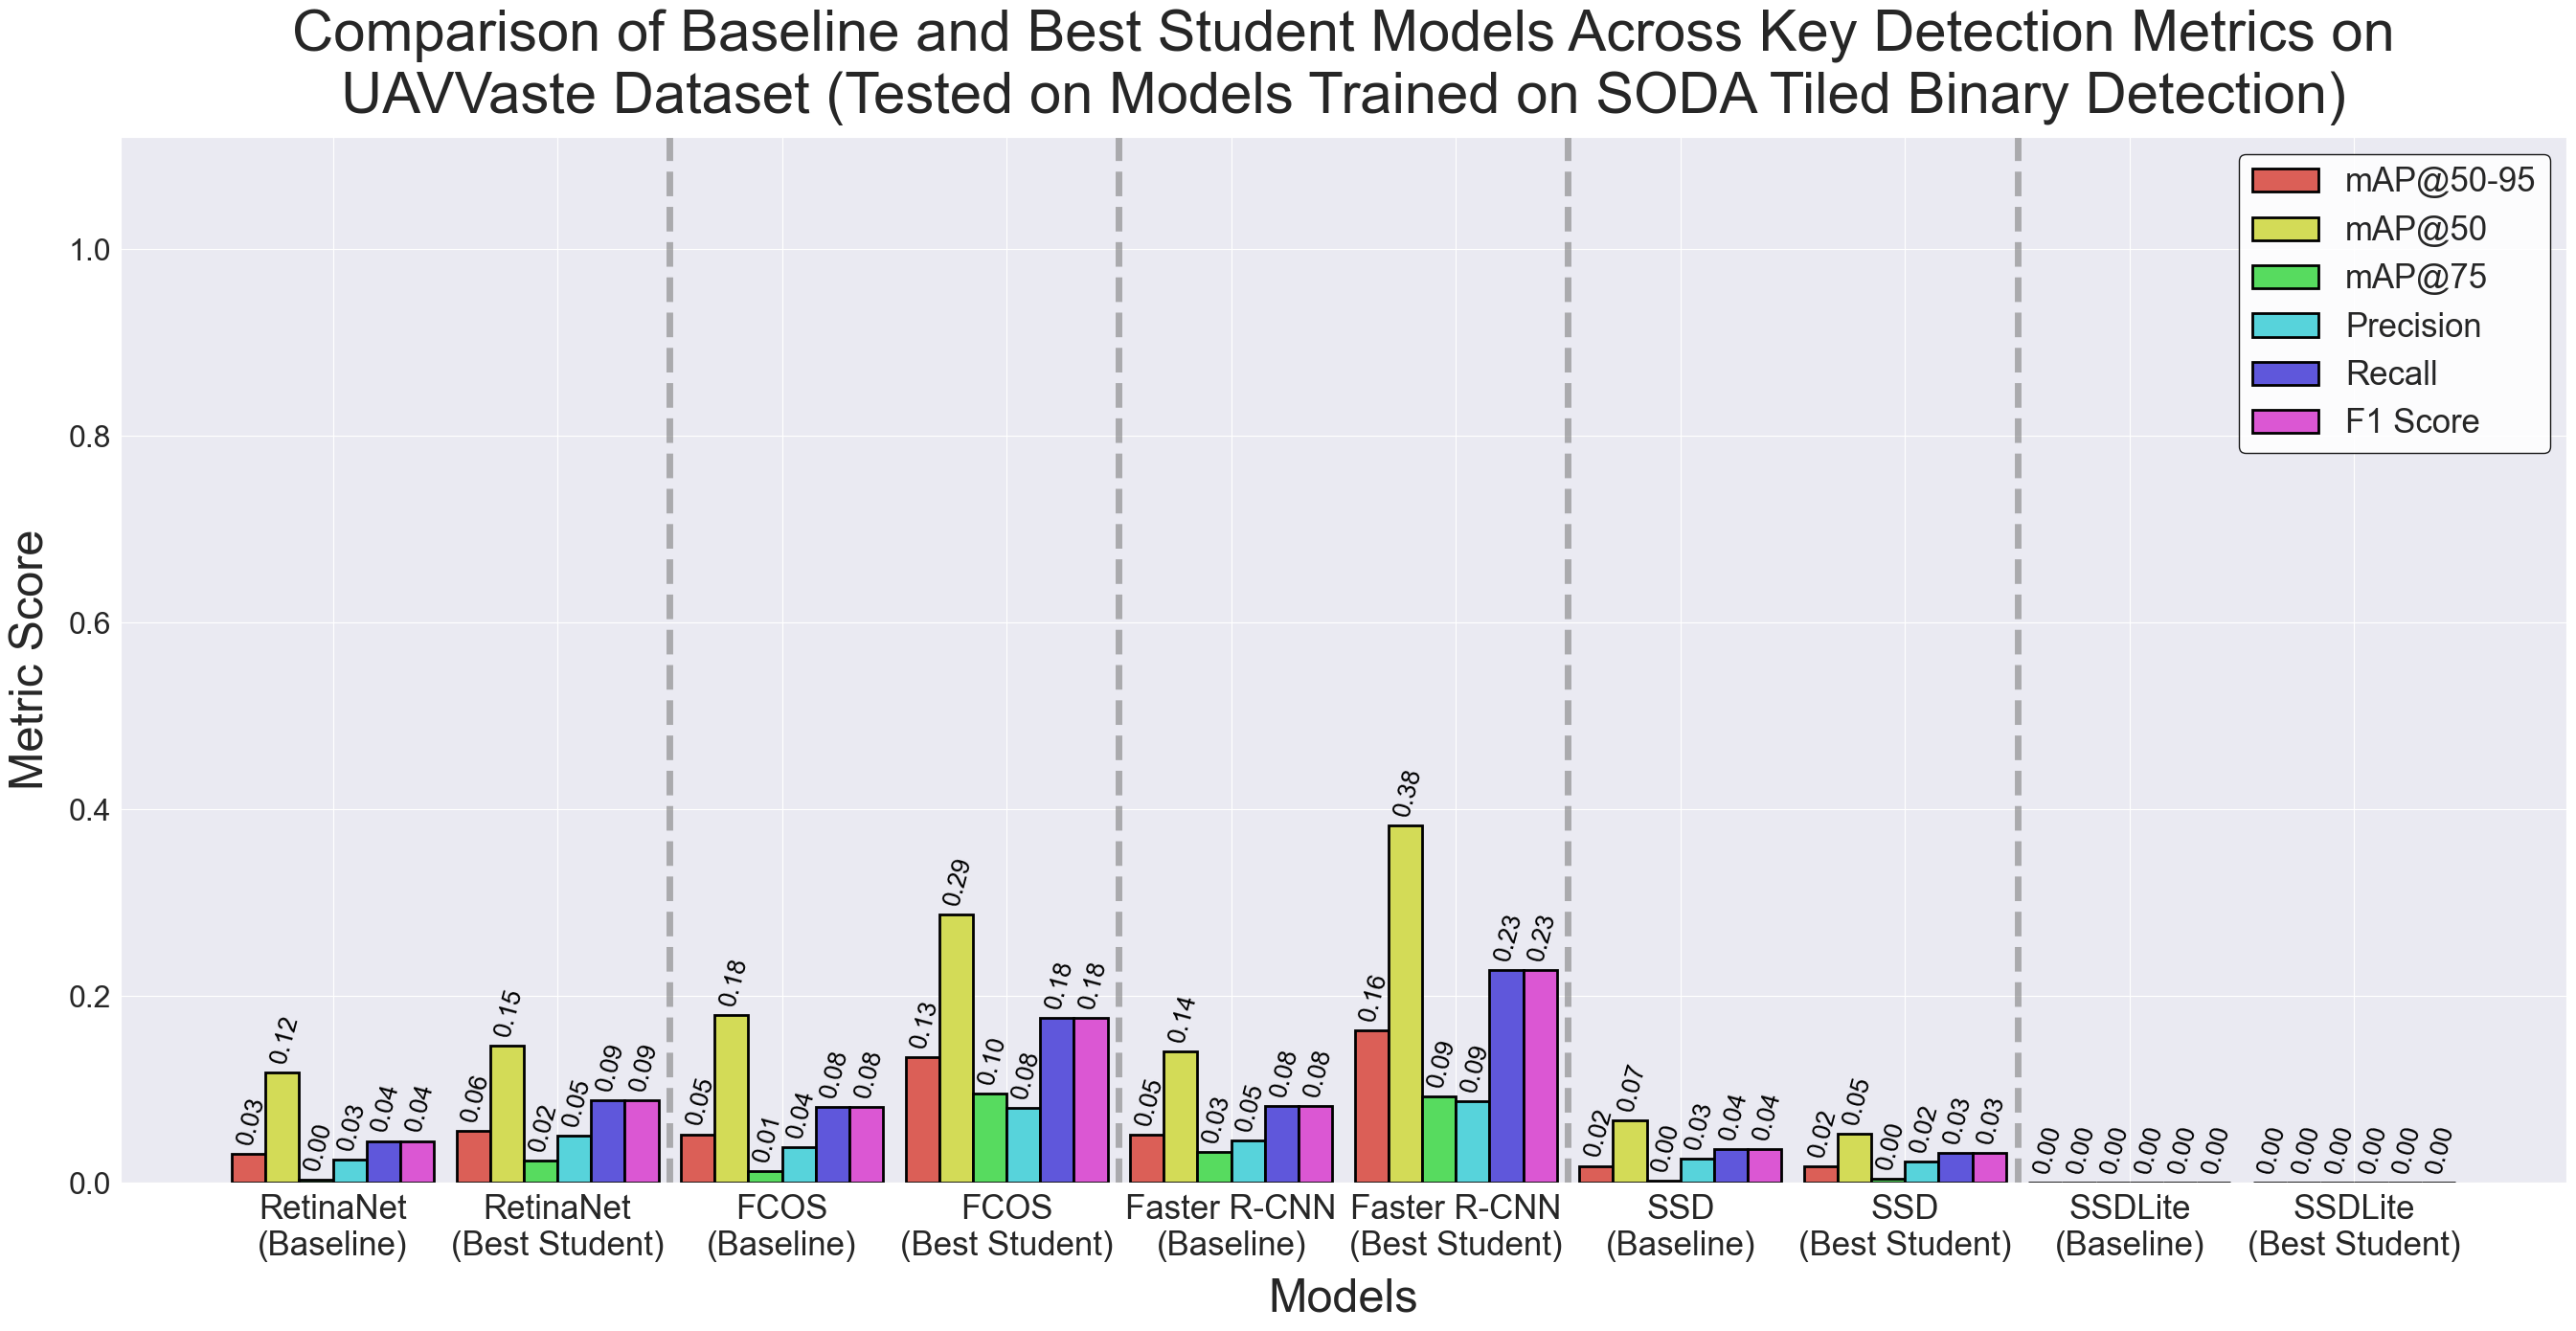 Comparison of Baseline and Best Student Models Across Key Detection Metrics on
UAVVaste Dataset (Tested on Models Trained on SODA Tiled Binary Detection)
mAP@50-95
mAP@50
mAP@75
Precision
Recall
F1 Score
Metric Score
1.0
0.8
0.6
0.4
0.2
0.0
0.03 0.12 0.00 0.03 0.04 0.04
0.06 0.15 0.02 0.05 0.09 0.09
0.05 0.18 0.01 0.04 0.08 0.08
0.13 0.29 0.10 0.08 0.18 0.18
0.05 0.14 0.03 0.05 0.08 0.08
0.16 0.38 0.09 0.09 0.23 0.23
0.02 0.07 0.00 0.03 0.04 0.04
0.02 0.05 0.00 0.02 0.03 0.03
0.00 0.00 0.00 0.00 0.00 0.00
0.00 0.00 0.00 0.00 0.00 0.00
RetinaNet
(Baseline)
RetinaNet
(Best Student)
FCOS
(Baseline)
FCOS
(Best Student)
Faster R-CNN
(Baseline)
Faster R-CNN
(Best Student)
SSD
(Baseline)
SSD
(Best Student)
SSDLite
(Baseline)
SSDLite
(Best Student)
Models